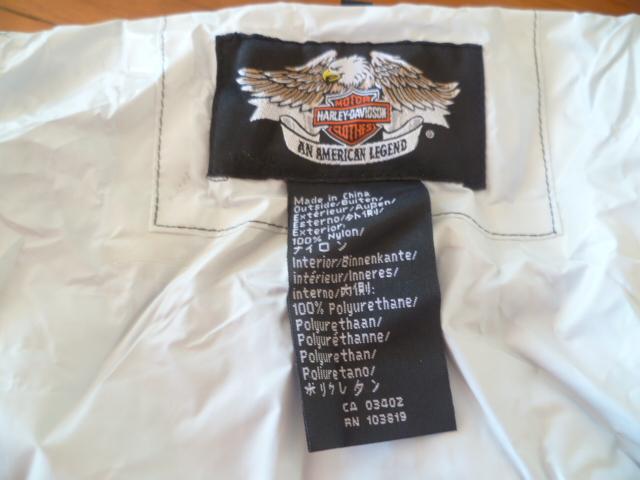 MOTOR
HARLEY-DAVIDSON
CLOTHES
®
AN AMERICAN LEGEND
Made in China
Outside/Buiten/
Extérieur/Außen/
Esterno/外側/
Exterior:
100% Nylon/
ナイロン
Interior/Binnenkante/
intérieur/Inneres/
interno/内側:
100% Polyurethane/
Polyurethaan/
Polyuréthanne/
Polyurethan/
Poliuretano/
ポリウレタン
CA 03402
RN 103819